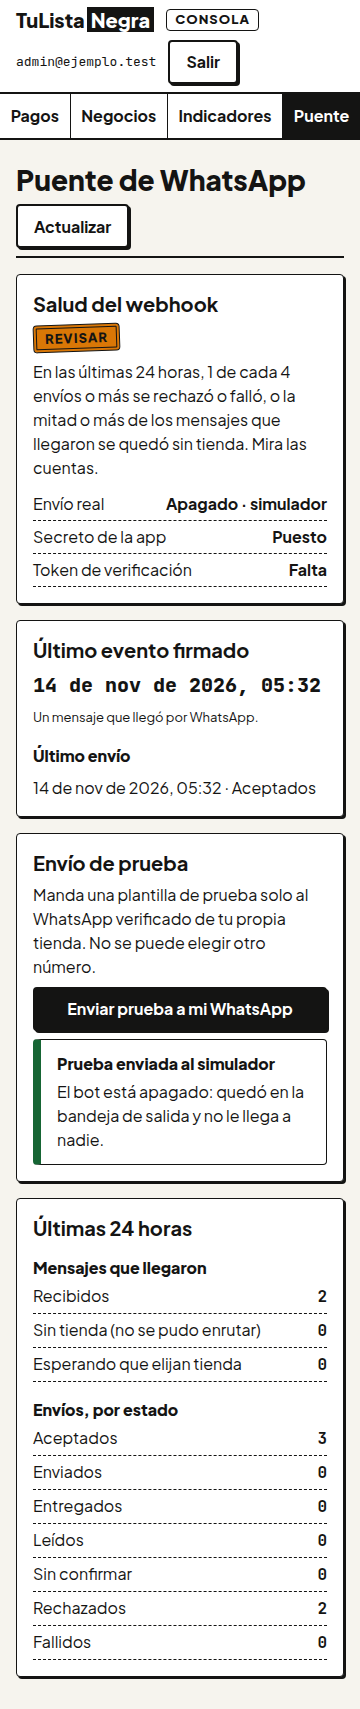 TuLista Negra CONSOLA
admin@ejemplo.test Salir
Pagos Negocios Indicadores Puente
Puente de WhatsApp
Actualizar
Salud del webhook
REVISAR
En las últimas 24 horas, 1 de cada 4
envíos o más se rechazó o falló, o la
mitad o más de los mensajes que
llegaron se quedó sin tienda. Mira las
cuentas.
Envío real Apagado · simulador
Secreto de la app Puesto
Token de verificación Falta
Último evento firmado
14 de nov de 2026, 05:32
Un mensaje que llegó por WhatsApp.
Último envío
14 de nov de 2026, 05:32 · Aceptados
Envío de prueba
Manda una plantilla de prueba solo al
WhatsApp verificado de tu propia
tienda. No se puede elegir otro
número.
Enviar prueba a mi WhatsApp
Prueba enviada al simulador
El bot está apagado: quedó en la
bandeja de salida y no le llega a
nadie.
Últimas 24 horas
Mensajes que llegaron
Recibidos 2
Sin tienda (no se pudo enrutar) 0
Esperando que elijan tienda 0
Envíos, por estado
Aceptados 3
Enviados 0
Entregados 0
Leídos 0
Sin confirmar 0
Rechazados 2
Fallidos 0